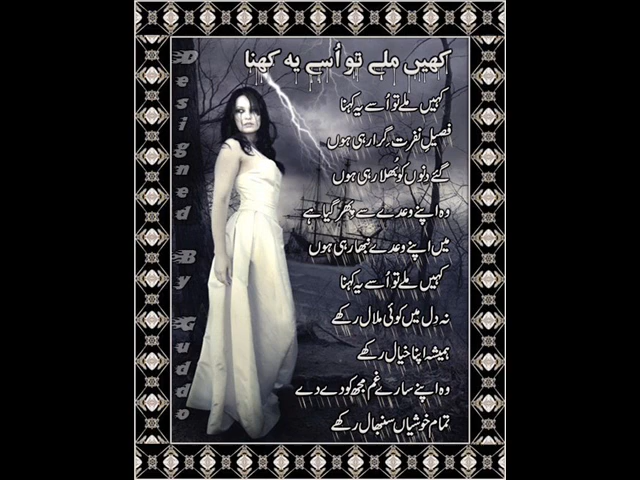 کہیں ملے تو اُسے یہ کہنا
کہیں ملے تو اُسے یہ کہنا
فصیلِ نفرت گرا رہی ہوں
گئے دنوں کو بُھلا رہی ہوں
وہ اپنے وعدے سے پِھر گیا ہے
میں اپنے وعدے نبھا رہی ہوں
کہیں ملے تو اُسے یہ کہنا
نہ دل میں کوئی ملال رکھے
ہمیشہ اپنا خیال رکھے
وہ اپنے سارے غم مجھ کو دے دے
تمام خوشیاں سنبھال رکھے
Designed By Guddo